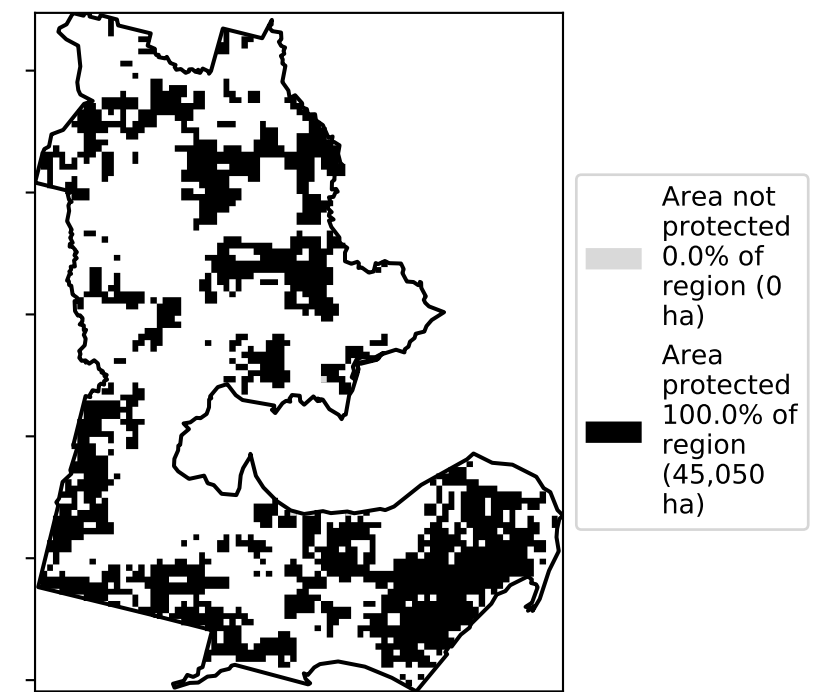 Area not
protected
0.0% of
region (0
ha)
Area
protected
100.0% of
region
(45,050
ha)